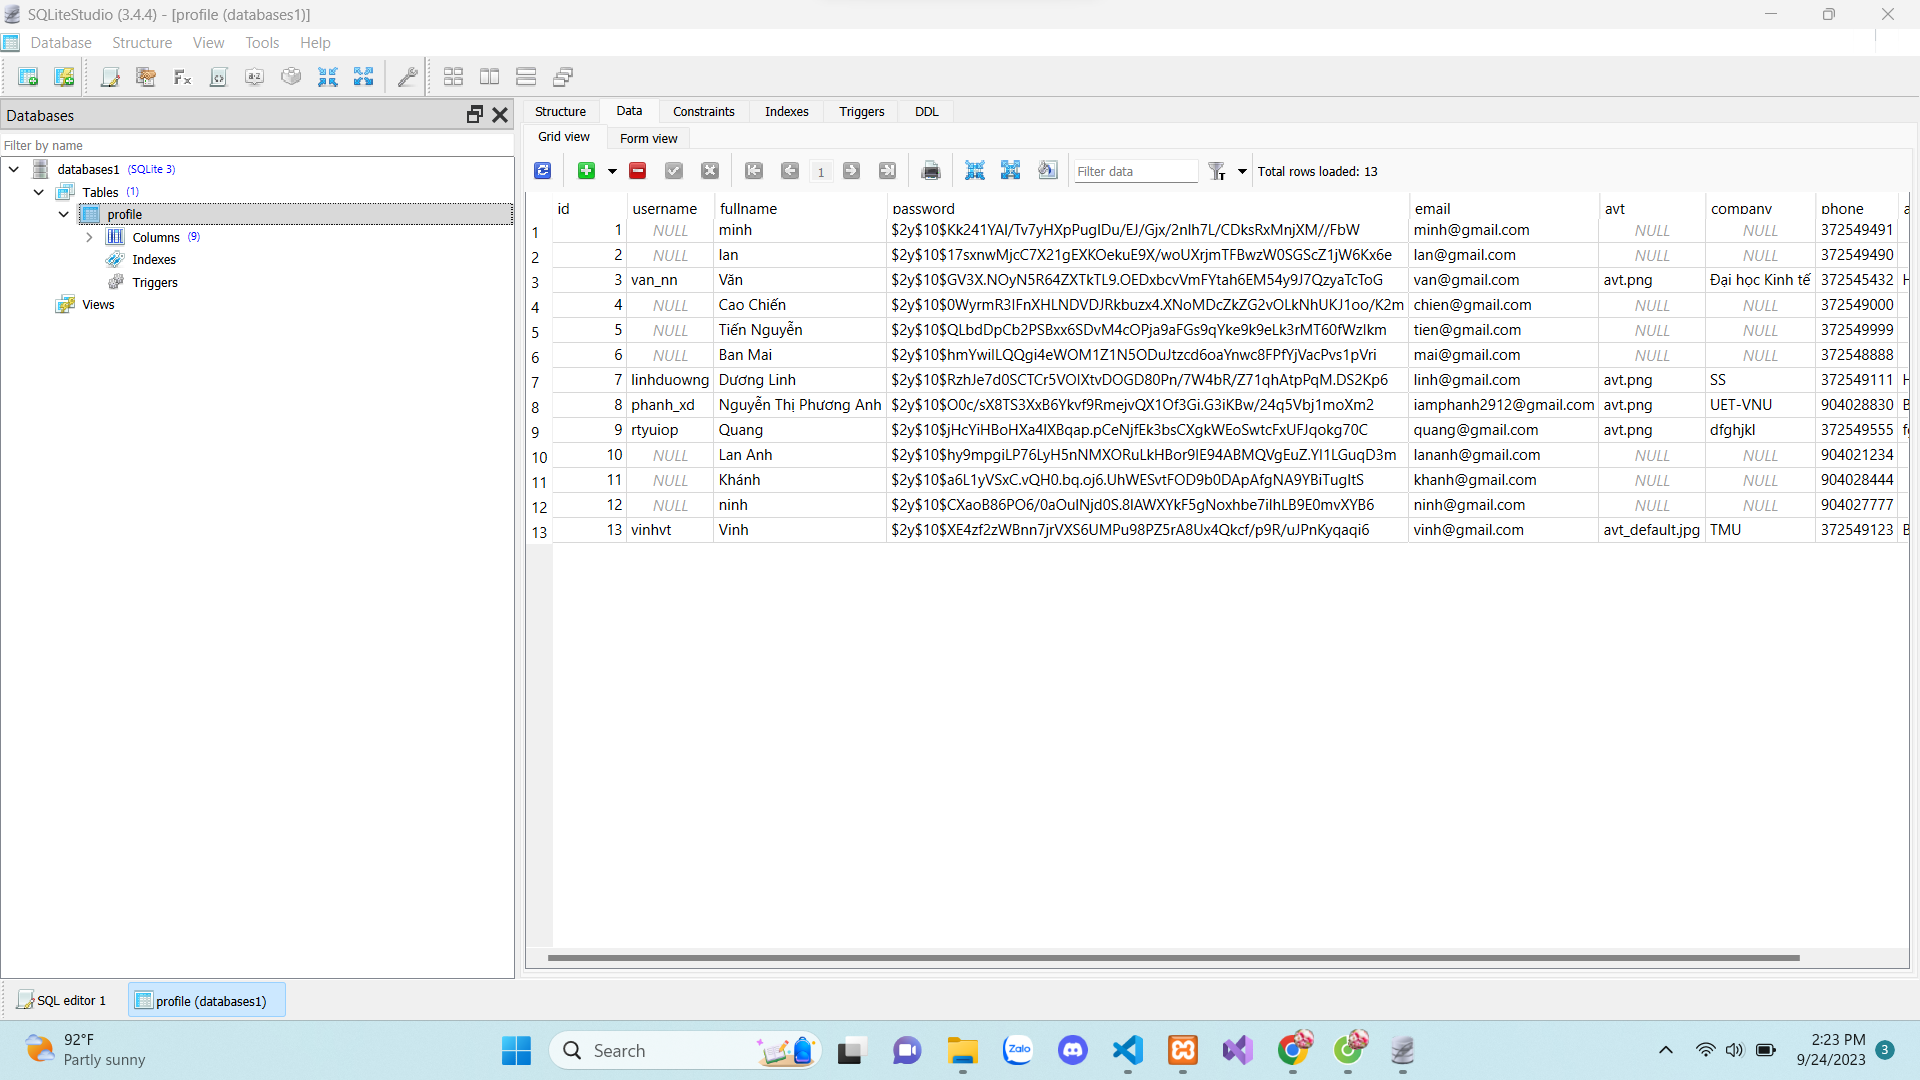 SQLiteStudio (3.4.4) - [profile (databases1)]
Database Structure View Tools Help
Databases
Filter by name
databases1 (SQLite 3)
Tables (1)
profile
Columns (9)
Indexes
Triggers
Views
Structure Data Constraints Indexes Triggers DDL
Grid view Form view
1 Filter data Total rows loaded: 13
id username fullname password email avt company phone a
1 1 NULL minh $2y$10$Kk241YAI/Tv7yHXpPugIDu/EJ/Gjx/2nlh7L/CDksRxMnjXM//FbW minh@gmail.com NULL NULL 372549491
2 2 NULL lan $2y$10$17sxnwMjcC7X21gEXKOekuE9X/woUXrjmTFBwzW0SGScZ1jW6Kx6e lan@gmail.com NULL NULL 372549490
3 3 van_nn Văn $2y$10$GV3X.NOyN5R64ZXTkTL9.OEDxbcvVmFYtah6EM54y9J7QzyaTcToG van@gmail.com avt.png Đại học Kinh tế 372545432 H
4 4 NULL Cao Chiến $2y$10$0WyrmR3IFnXHLNDVDJRkbuzx4.XNoMDcZkZG2vOLkNhUKJ1oo/K2m chien@gmail.com NULL NULL 372549000
5 5 NULL Tiến Nguyễn $2y$10$QLbdDpCb2PSBxx6SDvM4cOPja9aFGs9qYke9k9eLk3rMT60fWzIkm tien@gmail.com NULL NULL 372549999
6 6 NULL Ban Mai $2y$10$hmYwilLQQgi4eWOM1Z1N5ODuJtzcd6oaYnwc8FPfYjVacPvs1pVri mai@gmail.com NULL NULL 372548888
7 7 linhduowng Dương Linh $2y$10$RzhJe7d0SCTCr5VOlXtvDOGD80Pn/7W4bR/Z71qhAtpPqM.DS2Kp6 linh@gmail.com avt.png SS 372549111 H
8 8 phanh_xd Nguyễn Thị Phương Anh $2y$10$O0c/sX8TS3XxB6Ykvf9RmejvQX1Of3Gi.G3iKBw/24q5Vbj1moXm2 iamphanh2912@gmail.com avt.png UET-VNU 904028830 B
9 9 rtyuiop Quang $2y$10$jHcYiHBoHXa4lXBqap.pCeNjfEk3bsCXgkWEoSwtcFxUFJqokg70C quang@gmail.com avt.png dfghjkl 372549555 fg
10 10 NULL Lan Anh $2y$10$hy9mpgiLP76LyH5nNMXORuLkHBor9IE94ABMQVgEuZ.YI1LGuqD3m lananh@gmail.com NULL NULL 904021234
11 11 NULL Khánh $2y$10$a6L1yVSxC.vQH0.bq.oj6.UhWESvtFOD9b0DApAfgNA9YBiTugItS khanh@gmail.com NULL NULL 904028444
12 12 NULL ninh $2y$10$CXaoB86PO6/0aOuINjd0S.8IAWXYkF5gNoxhbe7ilhLB9E0mvXYB6 ninh@gmail.com NULL NULL 904027777
13 13 vinhvt Vinh $2y$10$XE4zf2zWBnn7jrVXS6UMPu98PZ5rA8Ux4Qkcf/p9R/uJPnKyqaqi6 vinh@gmail.com avt_default.jpg TMU 372549123 B
SQL editor 1 profile (databases1)
92°F
Partly sunny
Search
Zalo
2:23 PM
9/24/2023
3